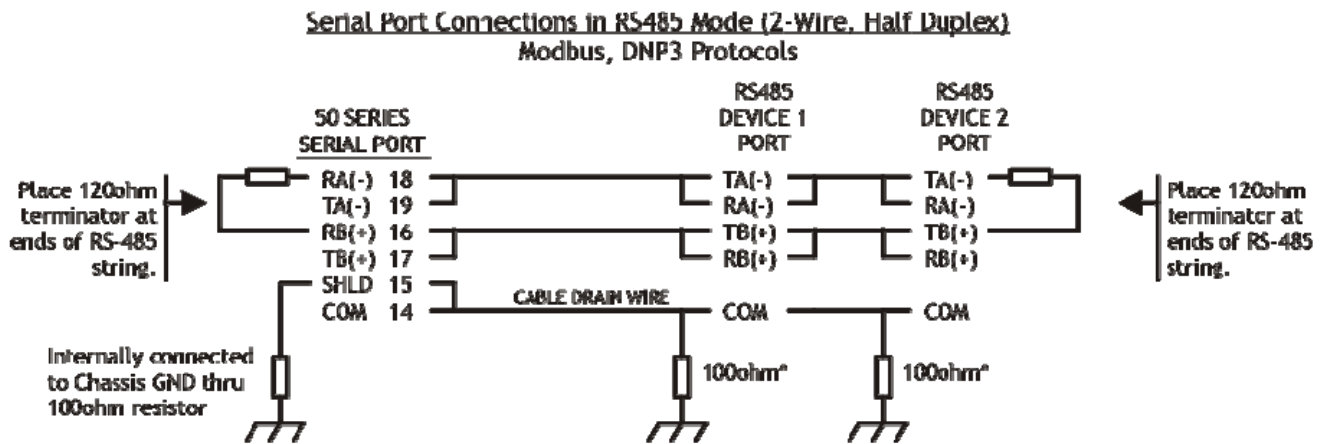 Serial Port Connections in RS485 Mode (2-Wire, Half Duplex)
Modbus, DNP3 Protocols
50 SERIES
SERIAL PORT
RS485
DEVICE 1
PORT
RS485
DEVICE 2
PORT
Place 120ohm
terminator at
ends of RS-485
string.
RA(-) 18
TA(-) 19
RB(+) 16
TB(+) 17
SHLD 15
COM 14
CABLE DRAIN WIRE
TA(-)
RA(-)
TB(+)
RB(+)
COM
TA(-)
RA(-)
TB(+)
RB(+)
COM
Place 120ohm
terminator at
ends of RS-485
string.
Internally connected
to Chassis GND thru
100ohm resistor
100ohm*
100ohm*